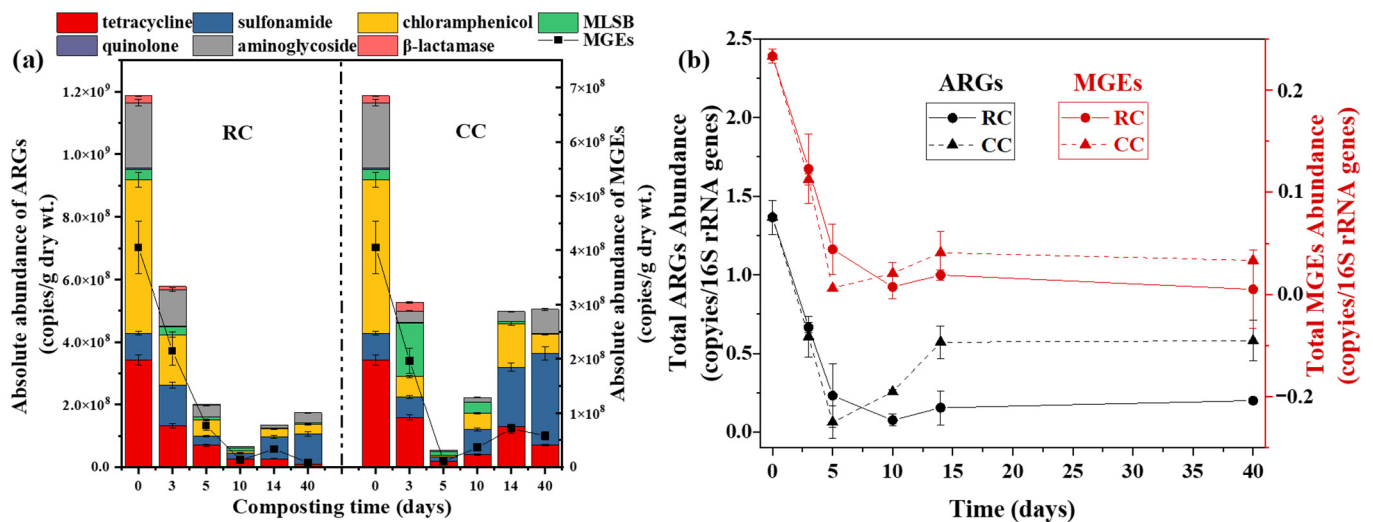 tetracycline sulfonamide chloramphenicol MLSB
quinolone aminoglycoside β-lactamase MGEs
(a)
Absolute abundance of ARGs
(copies/g dry wt.)
1.2×10⁹
1.0×10⁹
8.0×10⁸
6.0×10⁸
4.0×10⁸
2.0×10⁸
0.0
RC
CC
7×10⁸
6×10⁸
5×10⁸
4×10⁸
3×10⁸
2×10⁸
1×10⁸
0
Absolute abundance of MGEs
(copies/g dry wt.)
0 3 5 10 14 40 0 3 5 10 14 40
Composting time (days)
(b)
Total ARGs Abundance
(copyies/16S rRNA genes)
2.5
2.0
1.5
1.0
0.5
0.0
ARGs MGEs
RC RC
CC CC
0.2
0.1
0.0
−0.2
Total MGEs Abundance
(copyies/16S rRNA genes)
0 5 10 15 20 25 30 35 40
Time (days)